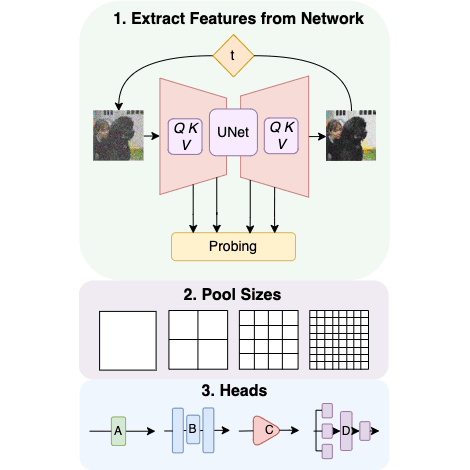 1. Extract Features from Network
t
Q K
V
UNet
Q K
V
Probing
2. Pool Sizes
3. Heads
A
B
C
D